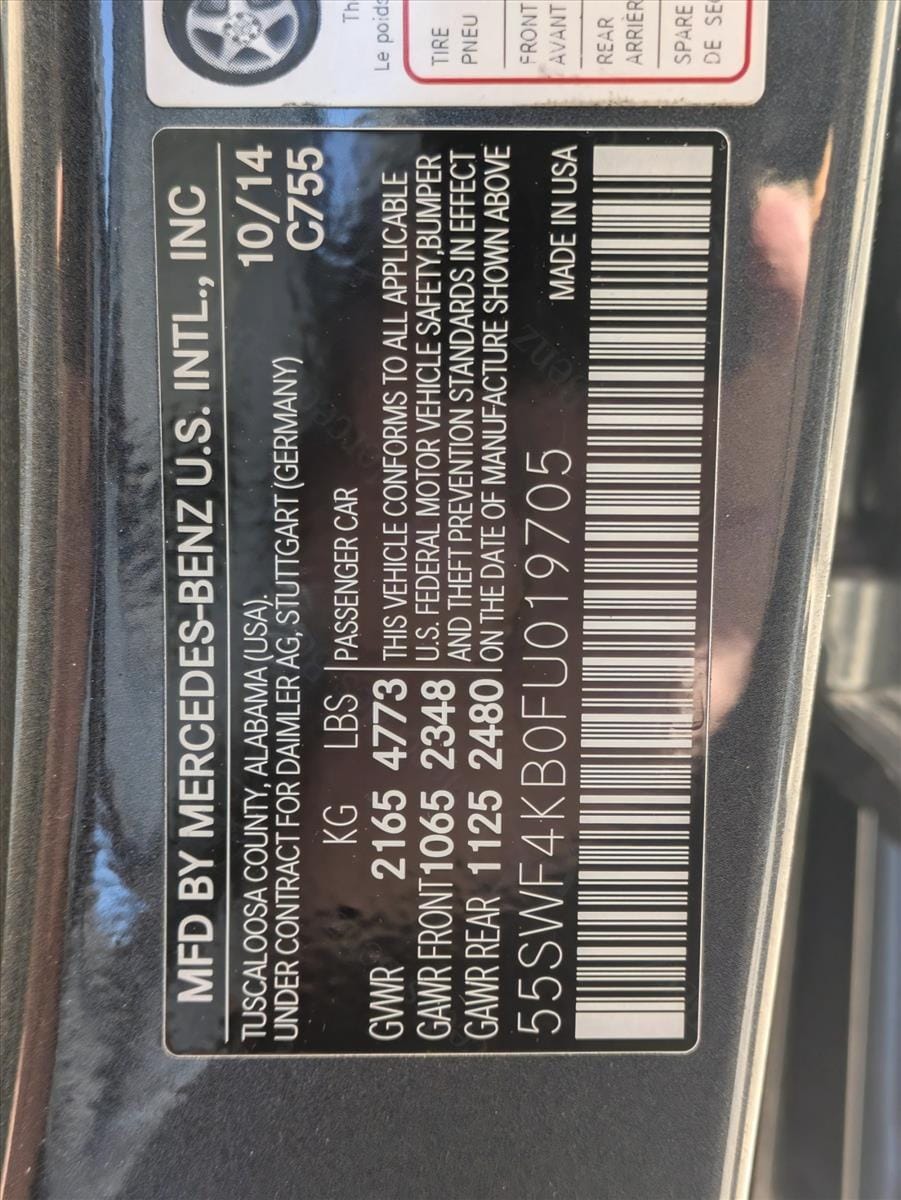 Th
Le poids
TIRE
PNEU
FRONT
AVANT
REAR
ARRIÈR
SPARE
DE SE
MFD BY MERCEDES-BENZ U.S. INTL., INC
TUSCALOOSA COUNTY, ALABAMA (USA). 10/14
UNDER CONTRACT FOR DAIMLER AG, STUTTGART (GERMANY) C755
KG LBS PASSENGER CAR
GVWR 2165 4773 THIS VEHICLE CONFORMS TO ALL APPLICABLE
U.S. FEDERAL MOTOR VEHICLE SAFETY,BUMPER
GAWR FRONT 1065 2348 AND THEFT PREVENTION STANDARDS IN EFFECT
GAWR REAR 1125 2480 ON THE DATE OF MANUFACTURE SHOWN ABOVE
55SWF4KB0FU019705 MADE IN USA